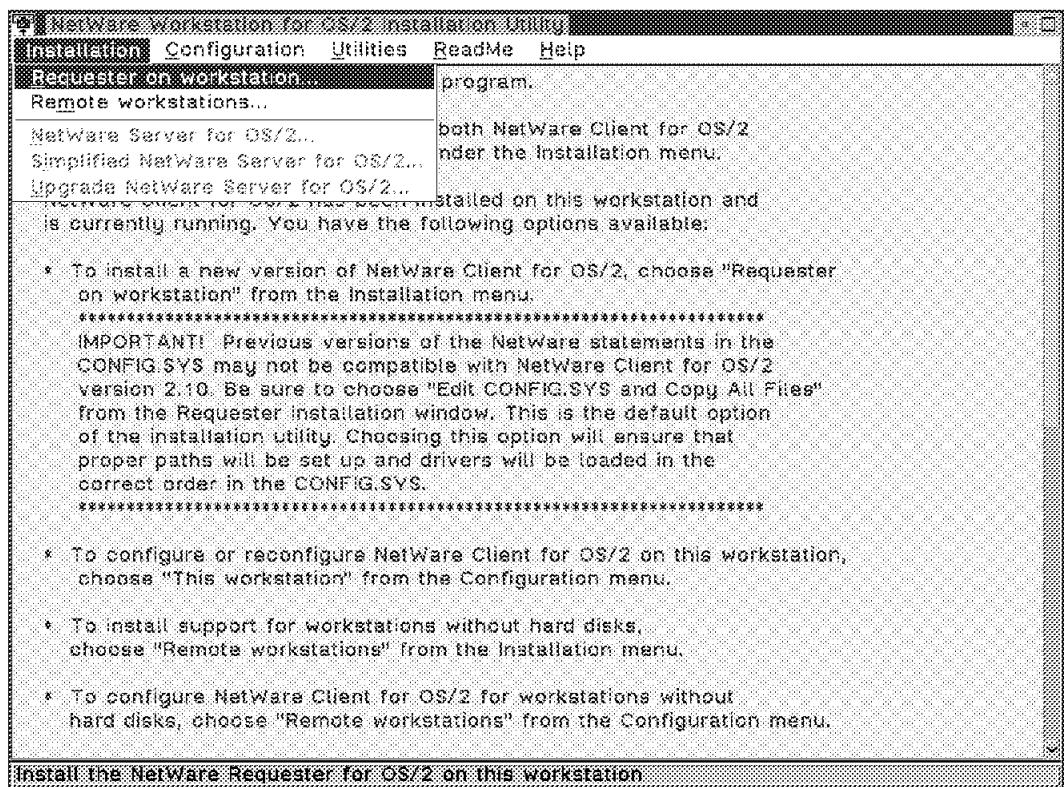 NetWare Workstation for OS/2 Installation Utility
Installation Configuration Utilities ReadMe Help
Requester on workstation...
Remote workstations...
NetWare Server for OS/2...
Simplified NetWare Server for OS/2...
Upgrade NetWare Server for OS/2...
program.
both NetWare Client for OS/2
nder the Installation menu.
NetWare Client for OS/2 has been installed on this workstation and
is currently running. You have the following options available:
* To install a new version of NetWare Client for OS/2, choose "Requester
on workstation" from the Installation menu.
***********************************************************************
IMPORTANT! Previous versions of the NetWare statements in the
CONFIG.SYS may not be compatible with NetWare Client for OS/2
version 2.10. Be sure to choose "Edit CONFIG.SYS and Copy All Files"
from the Requester Installation window. This is the default option
of the installation utility. Choosing this option will ensure that
proper paths will be set up and drivers will be loaded in the
correct order in the CONFIG.SYS.
***********************************************************************
* To configure or reconfigure NetWare Client for OS/2 on this workstation,
choose "This workstation" from the Configuration menu.
* To install support for workstations without hard disks,
choose "Remote workstations" from the Installation menu.
* To configure NetWare Client for OS/2 for workstations without
hard disks, choose "Remote workstations" from the Configuration menu.
Install the NetWare Requester for OS/2 on this workstation